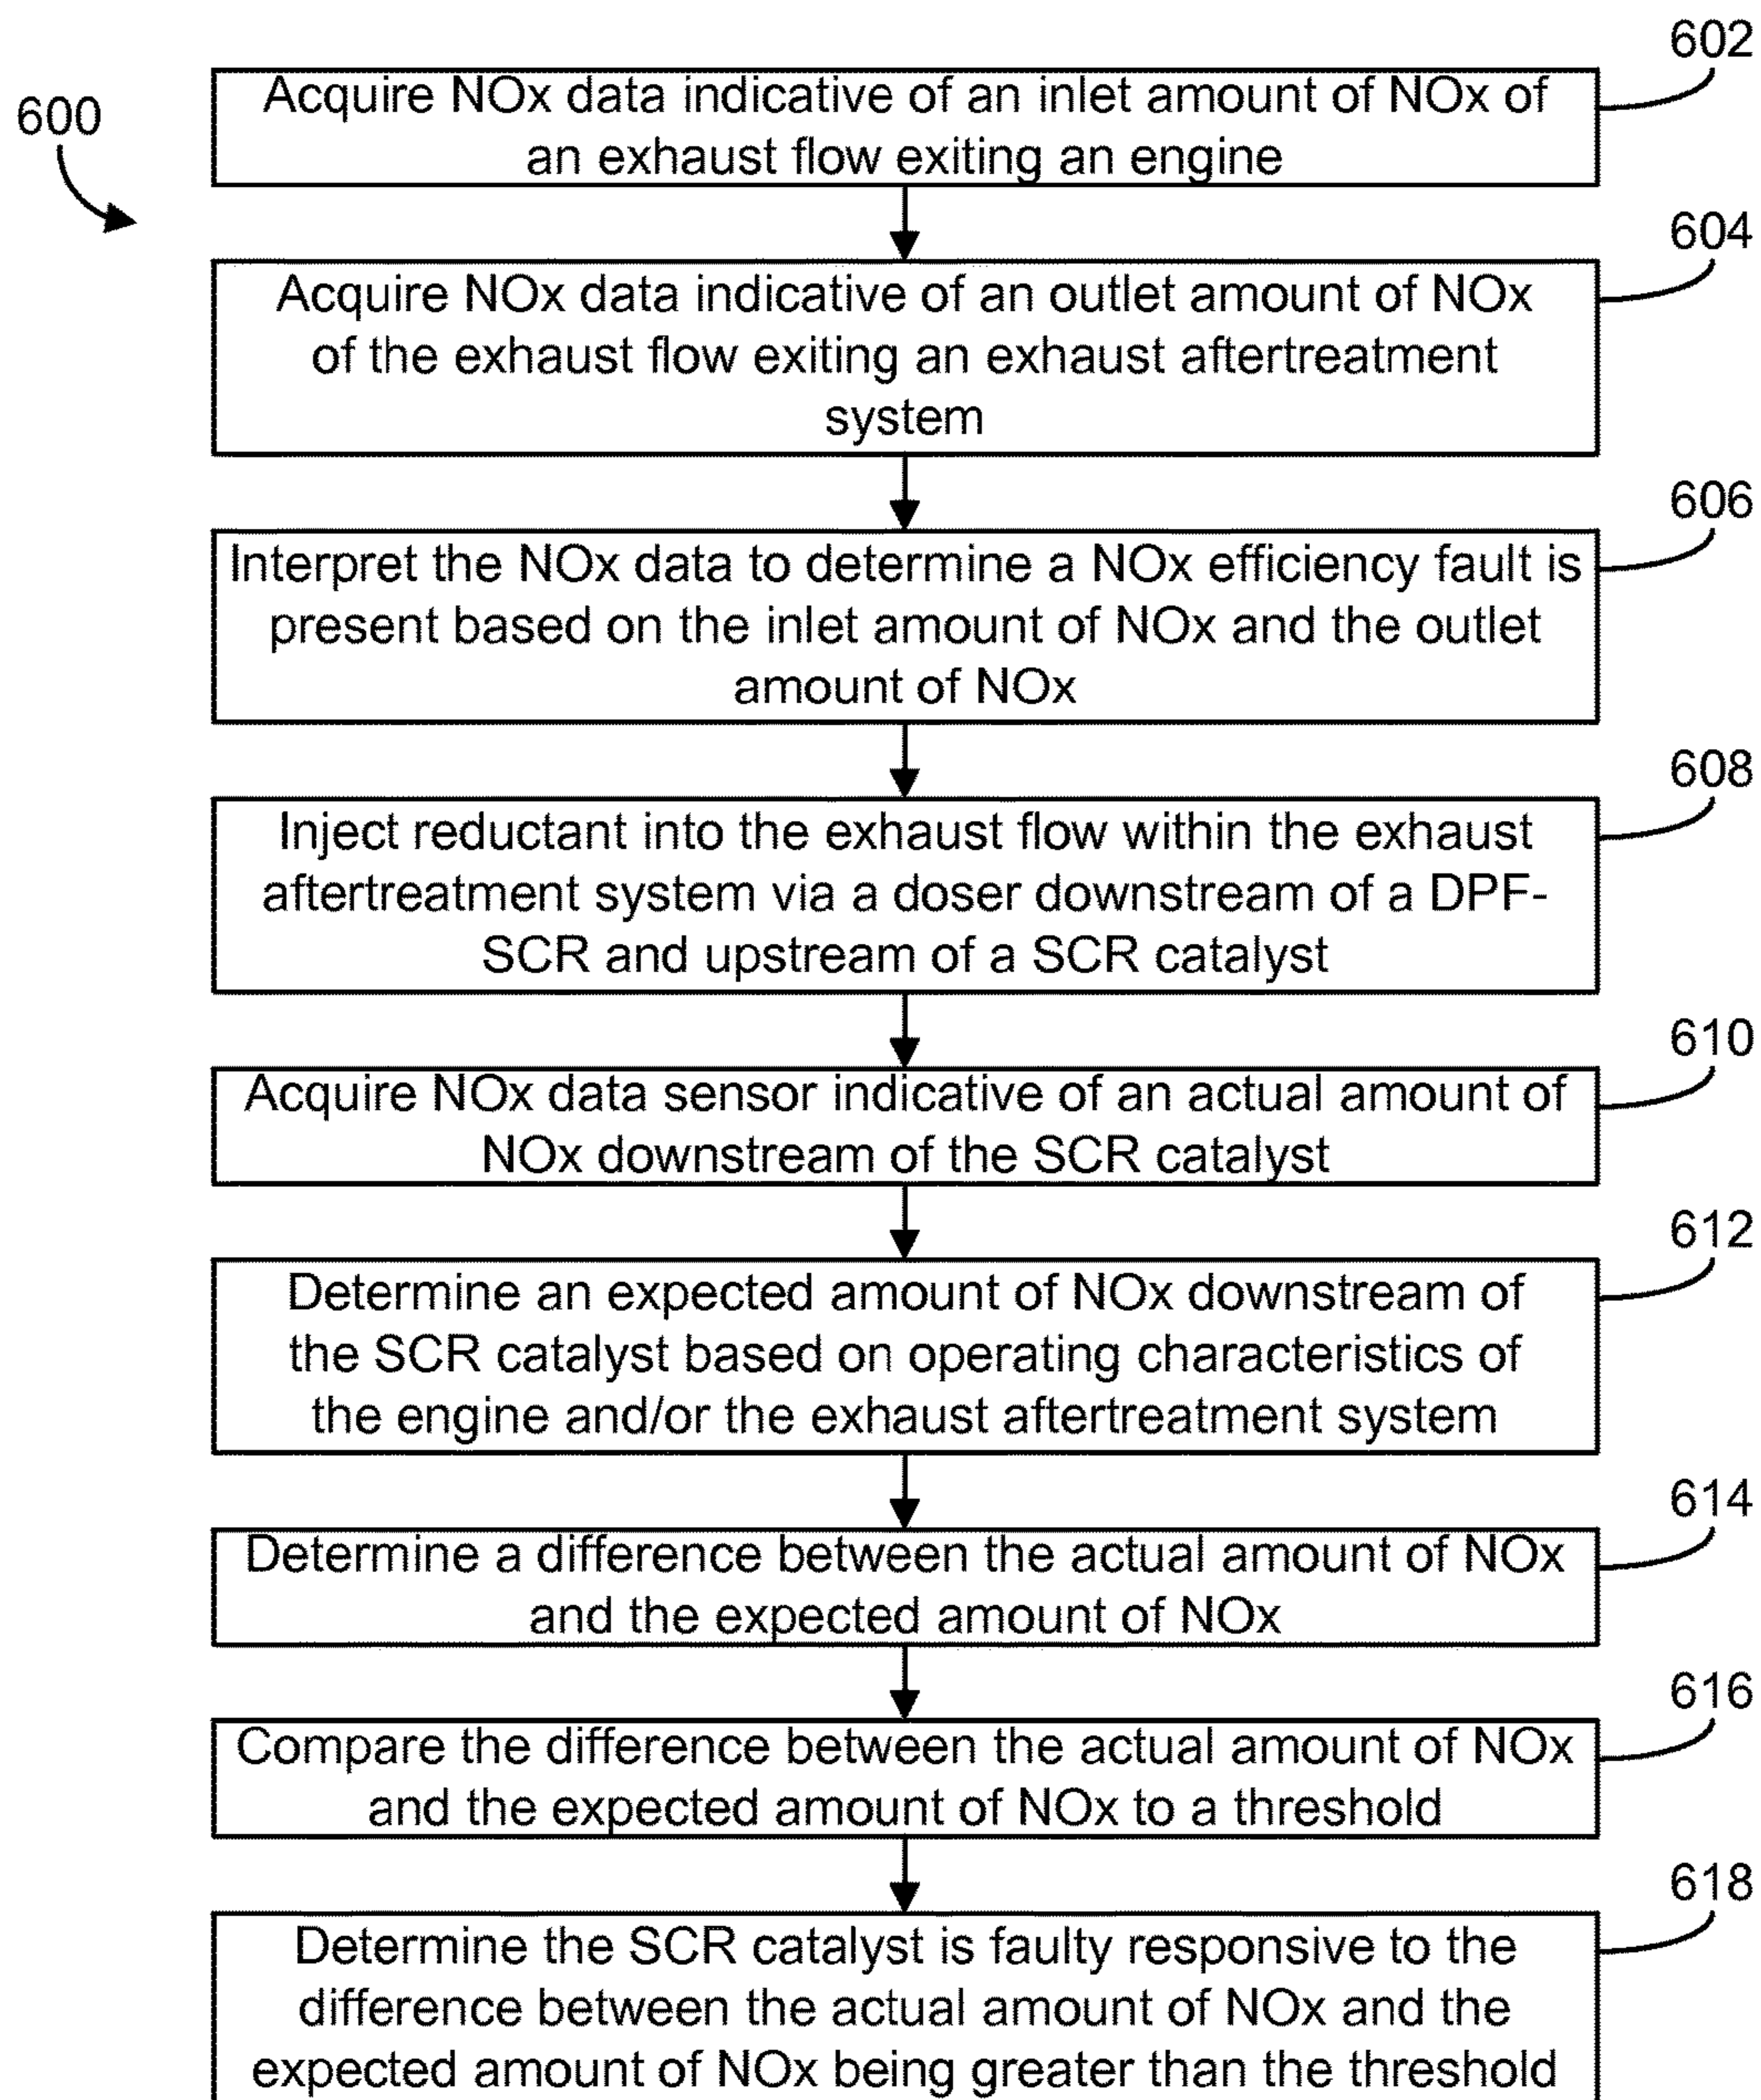 602
600
Acquire NOx data indicative of an inlet amount of NOx of
an exhaust flow exiting an engine
604
Acquire NOx data indicative of an outlet amount of NOx
of the exhaust flow exiting an exhaust aftertreatment
system
606
Interpret the NOx data to determine a NOx efficiency fault is
present based on the inlet amount of NOx and the outlet
amount of NOx
608
Inject reductant into the exhaust flow within the exhaust
aftertreatment system via a doser downstream of a DPF-
SCR and upstream of a SCR catalyst
610
Acquire NOx data sensor indicative of an actual amount of
NOx downstream of the SCR catalyst
612
Determine an expected amount of NOx downstream of
the SCR catalyst based on operating characteristics of
the engine and/or the exhaust aftertreatment system
614
Determine a difference between the actual amount of NOx
and the expected amount of NOx
616
Compare the difference between the actual amount of NOx
and the expected amount of NOx to a threshold
618
Determine the SCR catalyst is faulty responsive to the
difference between the actual amount of NOx and the
expected amount of NOx being greater than the threshold